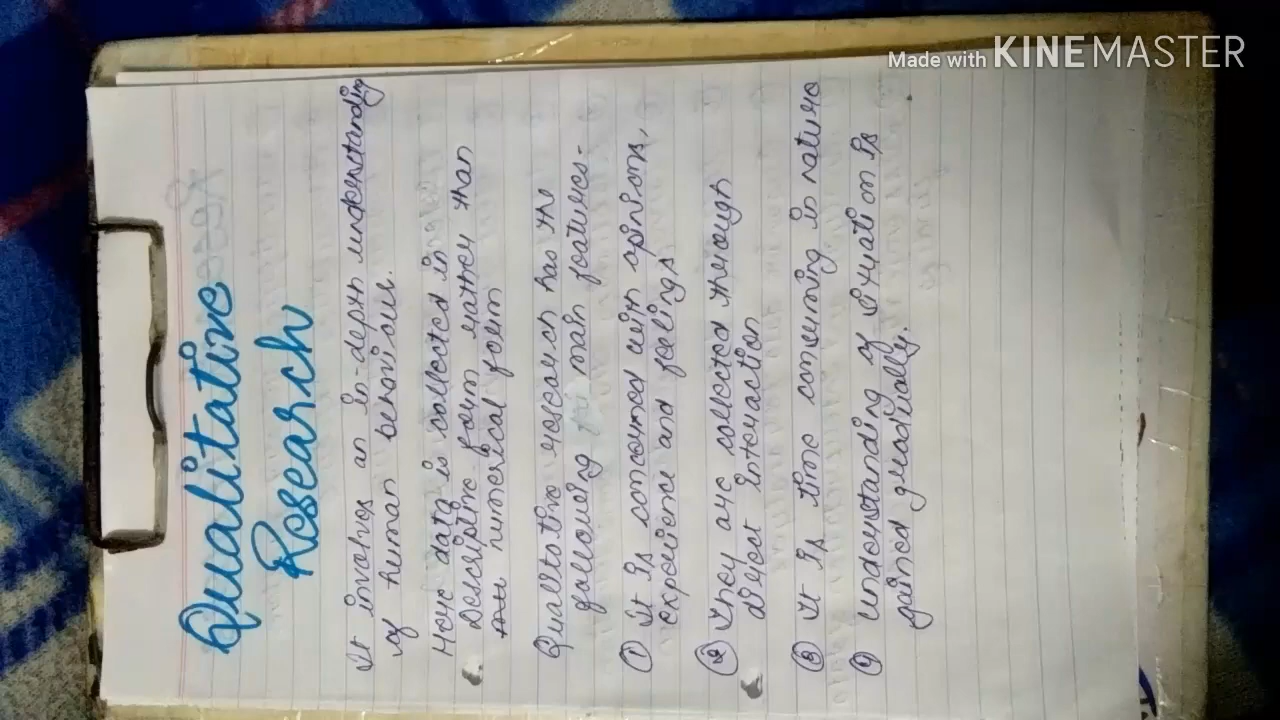 Qualitative
Research
It involves an in-depth understanding
of human behaviour.
Here data is collected in
Descriptive form rather than
numerical form
Qualitative research has the
following main features-
① It is concerned with opinions,
experience and feelings
② They are collected through
direct interaction
③ It is time consuming in nature
④ understanding of situation is
gained gradually.
Made with KINEMASTER